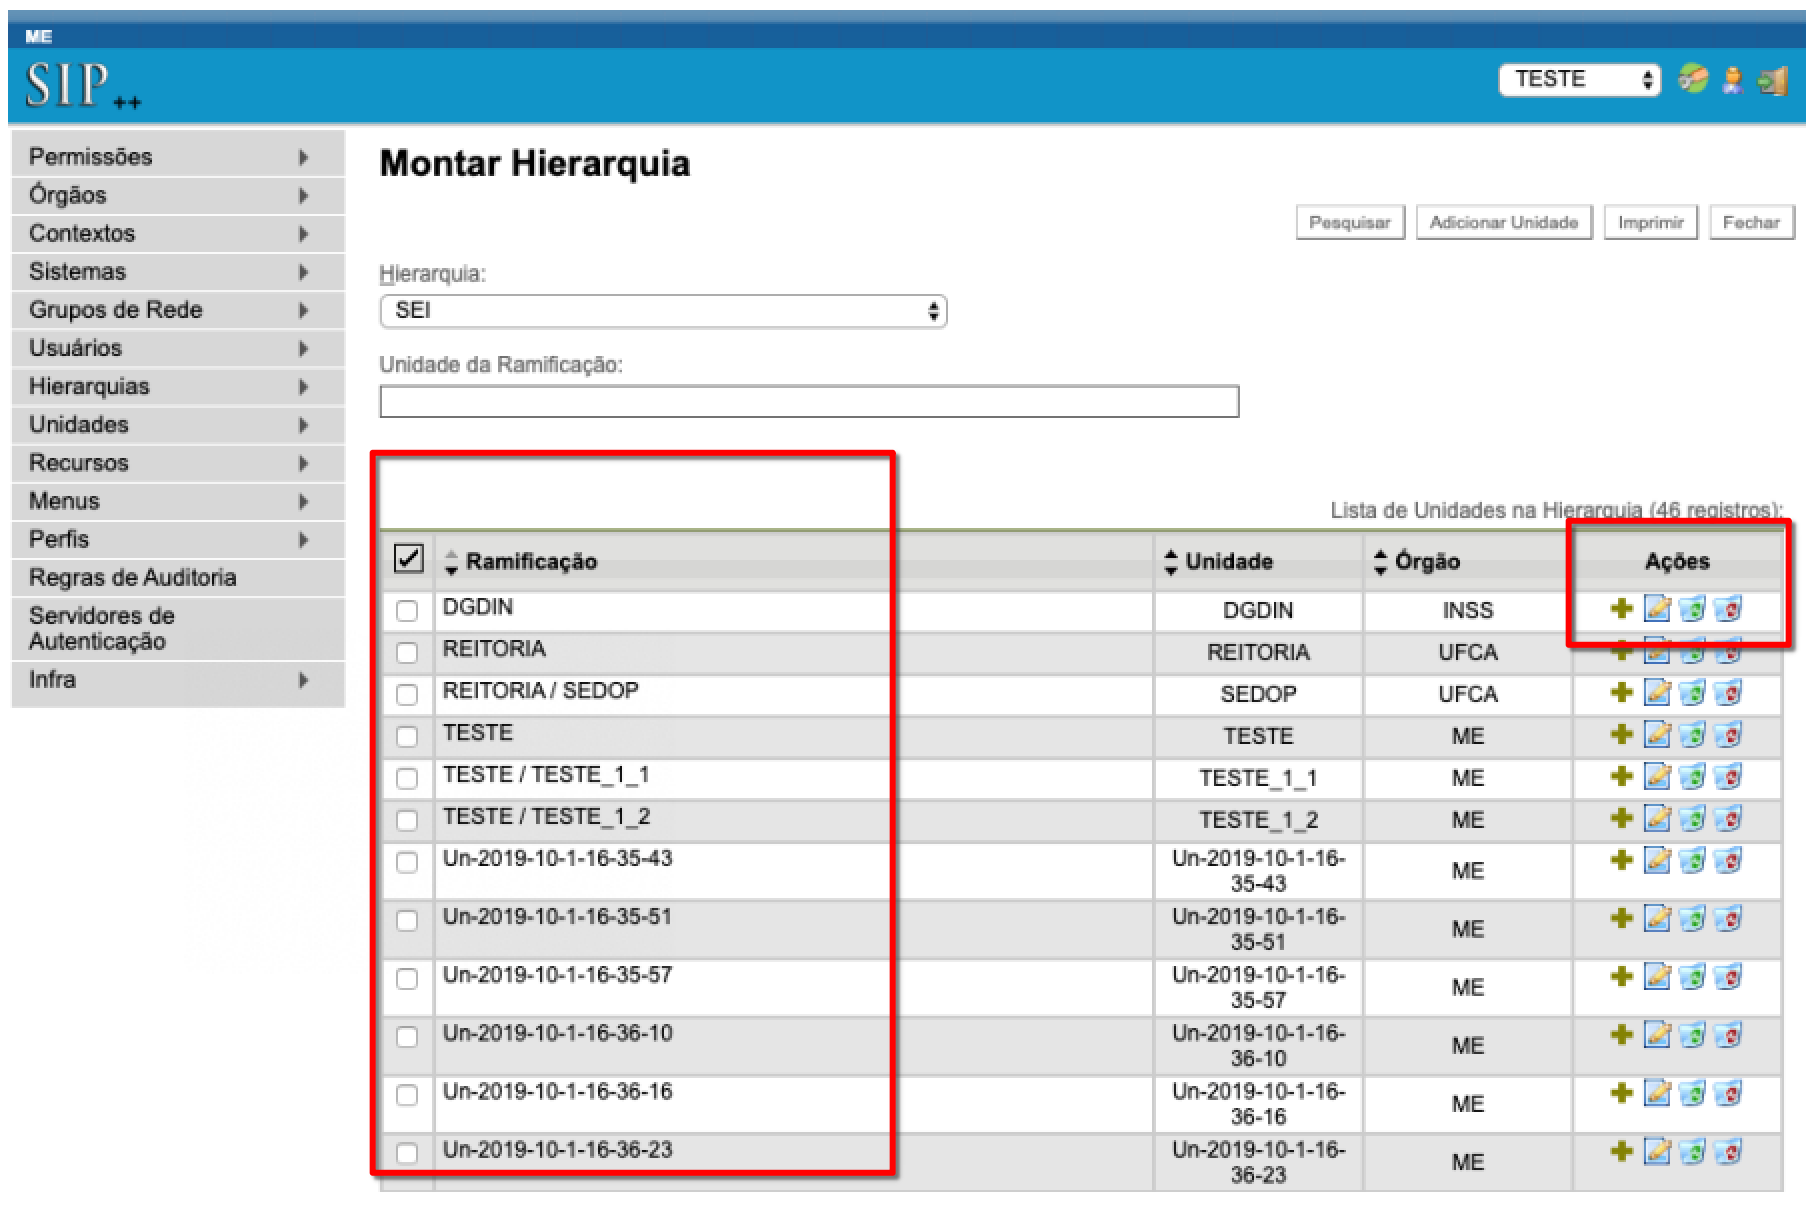 ME
SIP ++
TESTE
Permissões
Órgãos
Contextos
Sistemas
Grupos de Rede
Usuários
Hierarquias
Unidades
Recursos
Menus
Perfis
Regras de Auditoria
Servidores de
Autenticação
Infra
Montar Hierarquia
Pesquisar Adicionar Unidade Imprimir Fechar
Hierarquia:
SEI
Unidade da Ramificação:
Lista de Unidades na Hierarquia (46 registros):
Ramificação Unidade Órgão Ações
DGDIN DGDIN INSS
REITORIA REITORIA UFCA
REITORIA / SEDOP SEDOP UFCA
TESTE TESTE ME
TESTE / TESTE_1_1 TESTE_1_1 ME
TESTE / TESTE_1_2 TESTE_1_2 ME
Un-2019-10-1-16-35-43 Un-2019-10-1-16-
35-43 ME
Un-2019-10-1-16-35-51 Un-2019-10-1-16-
35-51 ME
Un-2019-10-1-16-35-57 Un-2019-10-1-16-
35-57 ME
Un-2019-10-1-16-36-10 Un-2019-10-1-16-
36-10 ME
Un-2019-10-1-16-36-16 Un-2019-10-1-16-
36-16 ME
Un-2019-10-1-16-36-23 Un-2019-10-1-16-
36-23 ME